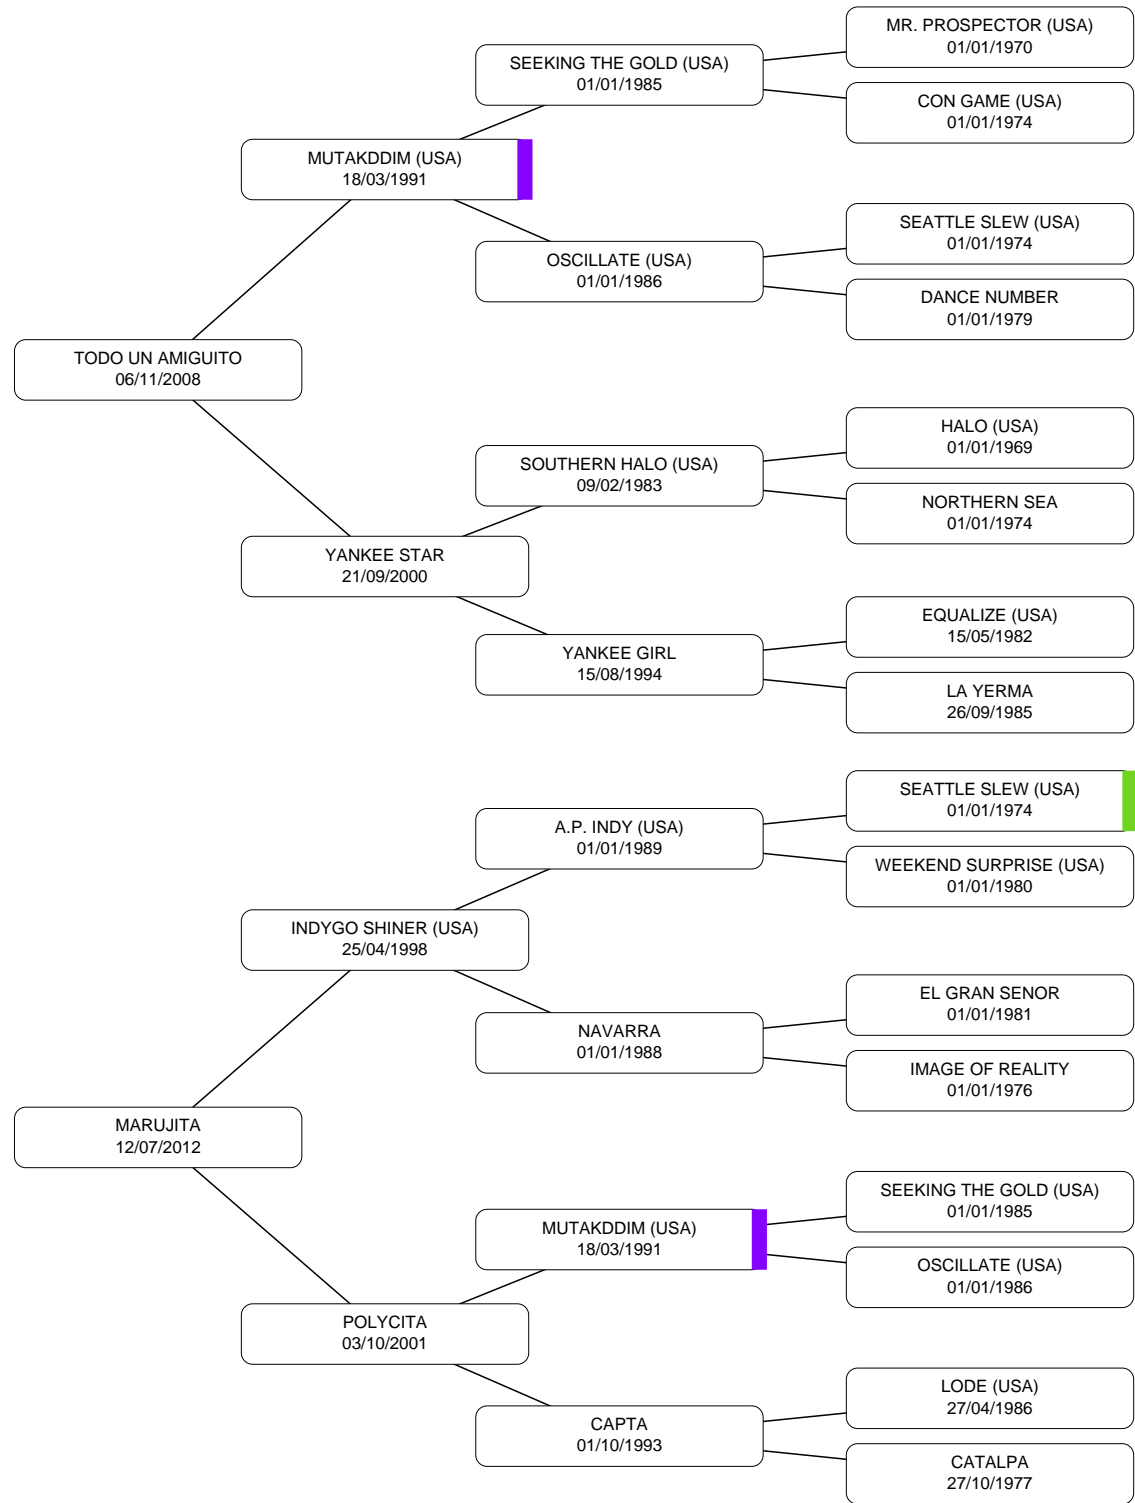 MR. PROSPECTOR (USA)
01/01/1970
SEEKING THE GOLD (USA)
01/01/1985
CON GAME (USA)
01/01/1974
MUTAKDDIM (USA)
18/03/1991
SEATTLE SLEW (USA)
01/01/1974
OSCILLATE (USA)
01/01/1986
DANCE NUMBER
01/01/1979
TODO UN AMIGUITO
06/11/2008
HALO (USA)
01/01/1969
SOUTHERN HALO (USA)
09/02/1983
NORTHERN SEA
01/01/1974
YANKEE STAR
21/09/2000
EQUALIZE (USA)
15/05/1982
YANKEE GIRL
15/08/1994
LA YERMA
26/09/1985
SEATTLE SLEW (USA)
01/01/1974
A.P. INDY (USA)
01/01/1989
WEEKEND SURPRISE (USA)
01/01/1980
INDYGO SHINER (USA)
25/04/1998
EL GRAN SENOR
01/01/1981
NAVARRA
01/01/1988
IMAGE OF REALITY
01/01/1976
MARUJITA
12/07/2012
SEEKING THE GOLD (USA)
01/01/1985
MUTAKDDIM (USA)
18/03/1991
OSCILLATE (USA)
01/01/1986
POLYCITA
03/10/2001
LODE (USA)
27/04/1986
CAPTA
01/10/1993
CATALPA
27/10/1977